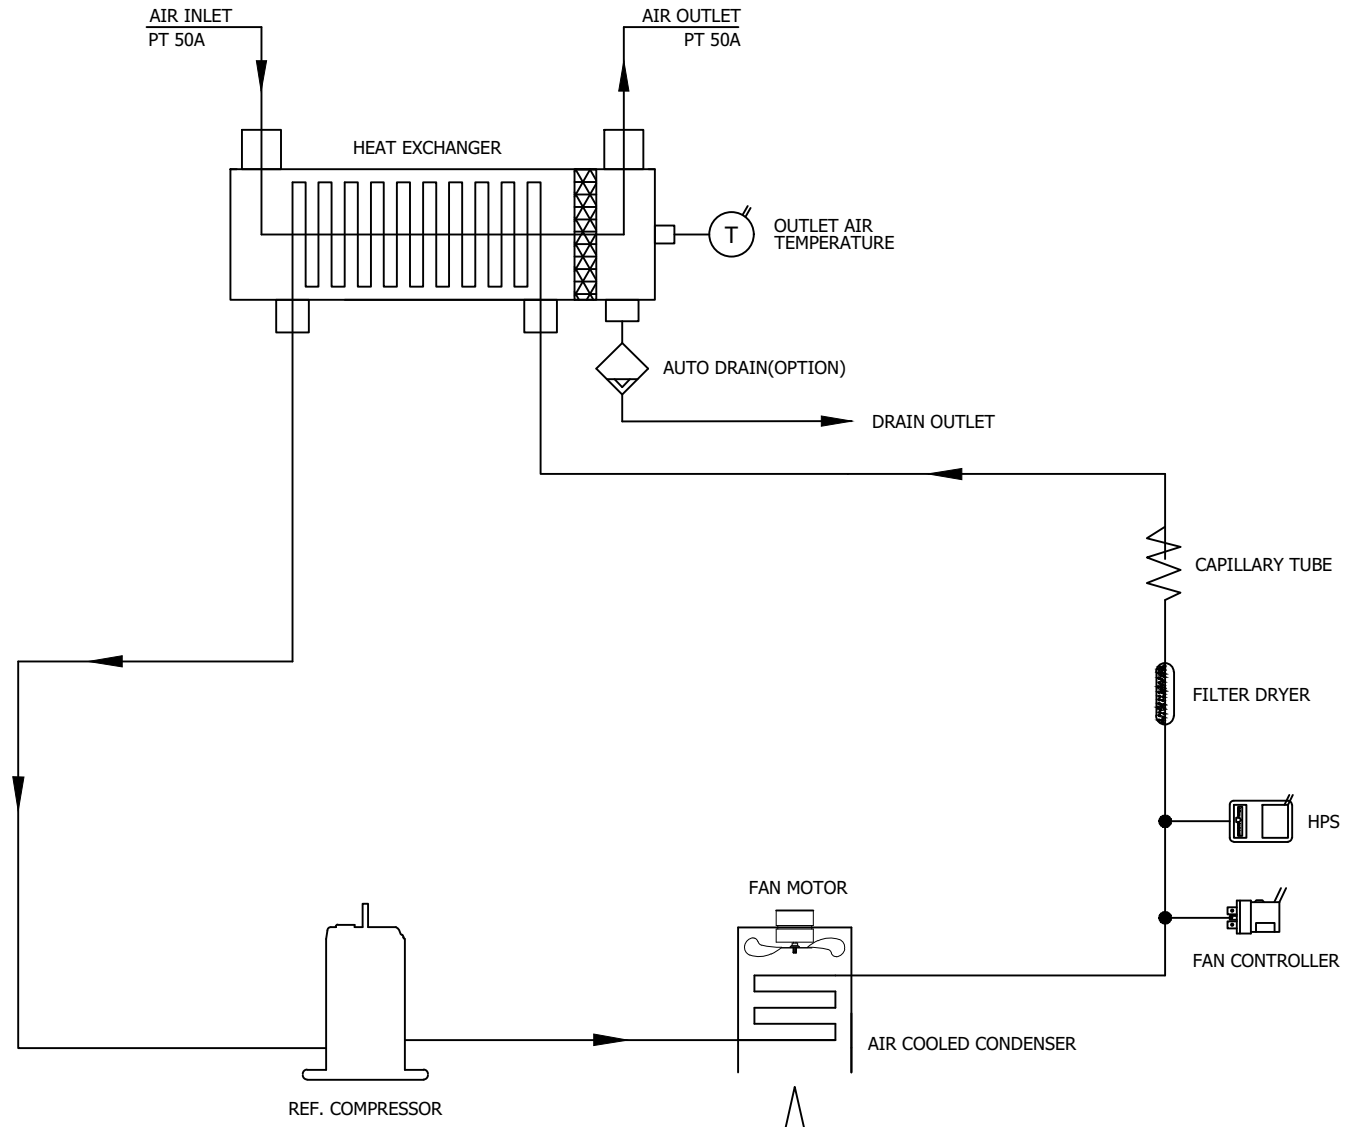 AIR INLET
PT 50A
AIR OUTLET
PT 50A
HEAT EXCHANGER
T
OUTLET AIR
TEMPERATURE
AUTO DRAIN(OPTION)
DRAIN OUTLET
CAPILLARY TUBE
FILTER DRYER
HPS
FAN MOTOR
FAN CONTROLLER
AIR COOLED CONDENSER
REF. COMPRESSOR